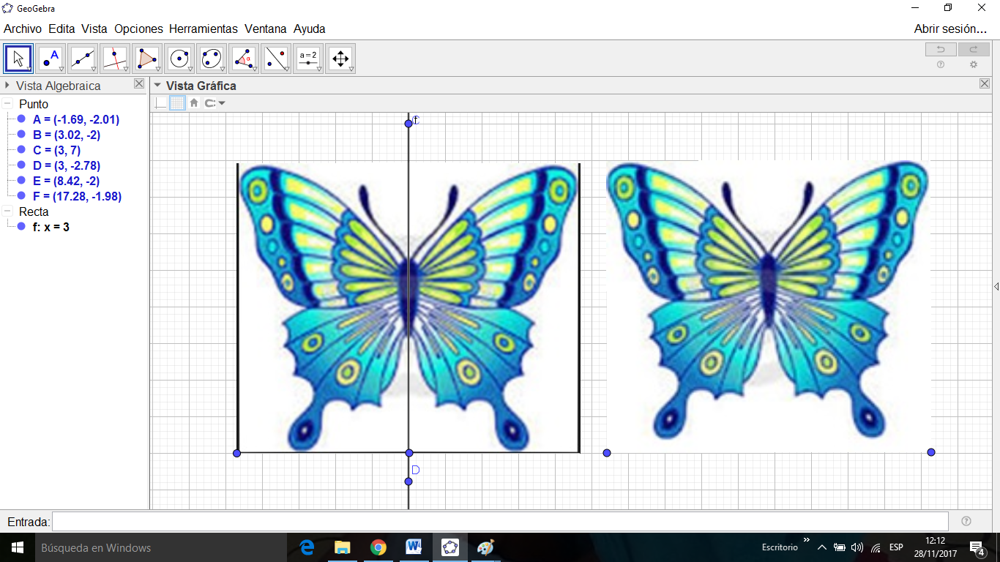 GeoGebra
Archivo Edita Vista Opciones Herramientas Ventana Ayuda
Abrir sesión...
A
α
a = 2
Vista Algebraica
Vista Gráfica
Punto
A = (-1.69, -2.01)
B = (3.02, -2)
C = (3, 7)
D = (3, -2.78)
E = (8.42, -2)
F = (17.28, -1.98)
Recta
f: x = 3
D
Entrada:
Búsqueda en Windows
Escritorio
ESP
12:12
28/11/2017
4